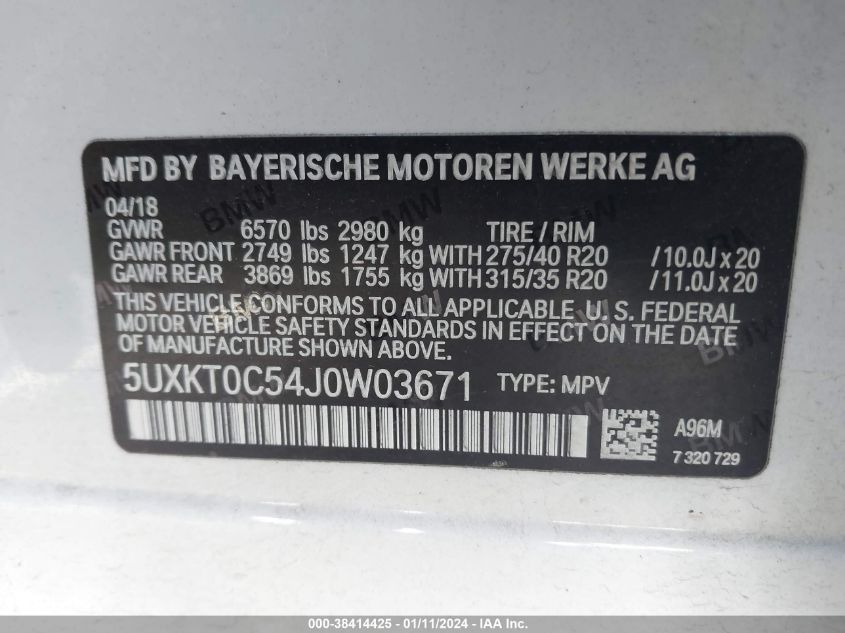 MFD BY BAYERISCHE MOTOREN WERKE AG
04/18
GVWR 6570 lbs 2980 kg TIRE / RIM
GAWR FRONT 2749 lbs 1247 kg WITH 275/40 R20 /10.0J x 20
GAWR REAR 3869 lbs 1755 kg WITH 315/35 R20 /11.0J x 20
THIS VEHICLE CONFORMS TO ALL APPLICABLE U. S. FEDERAL
MOTOR VEHICLE SAFETY STANDARDS IN EFFECT ON THE DATE
OF MANUFACTURE SHOWN ABOVE.
5UXKT0C54J0W03671 TYPE: MPV
A96M
7 320 729
000-38414425 - 01/11/2024 - IAA Inc.